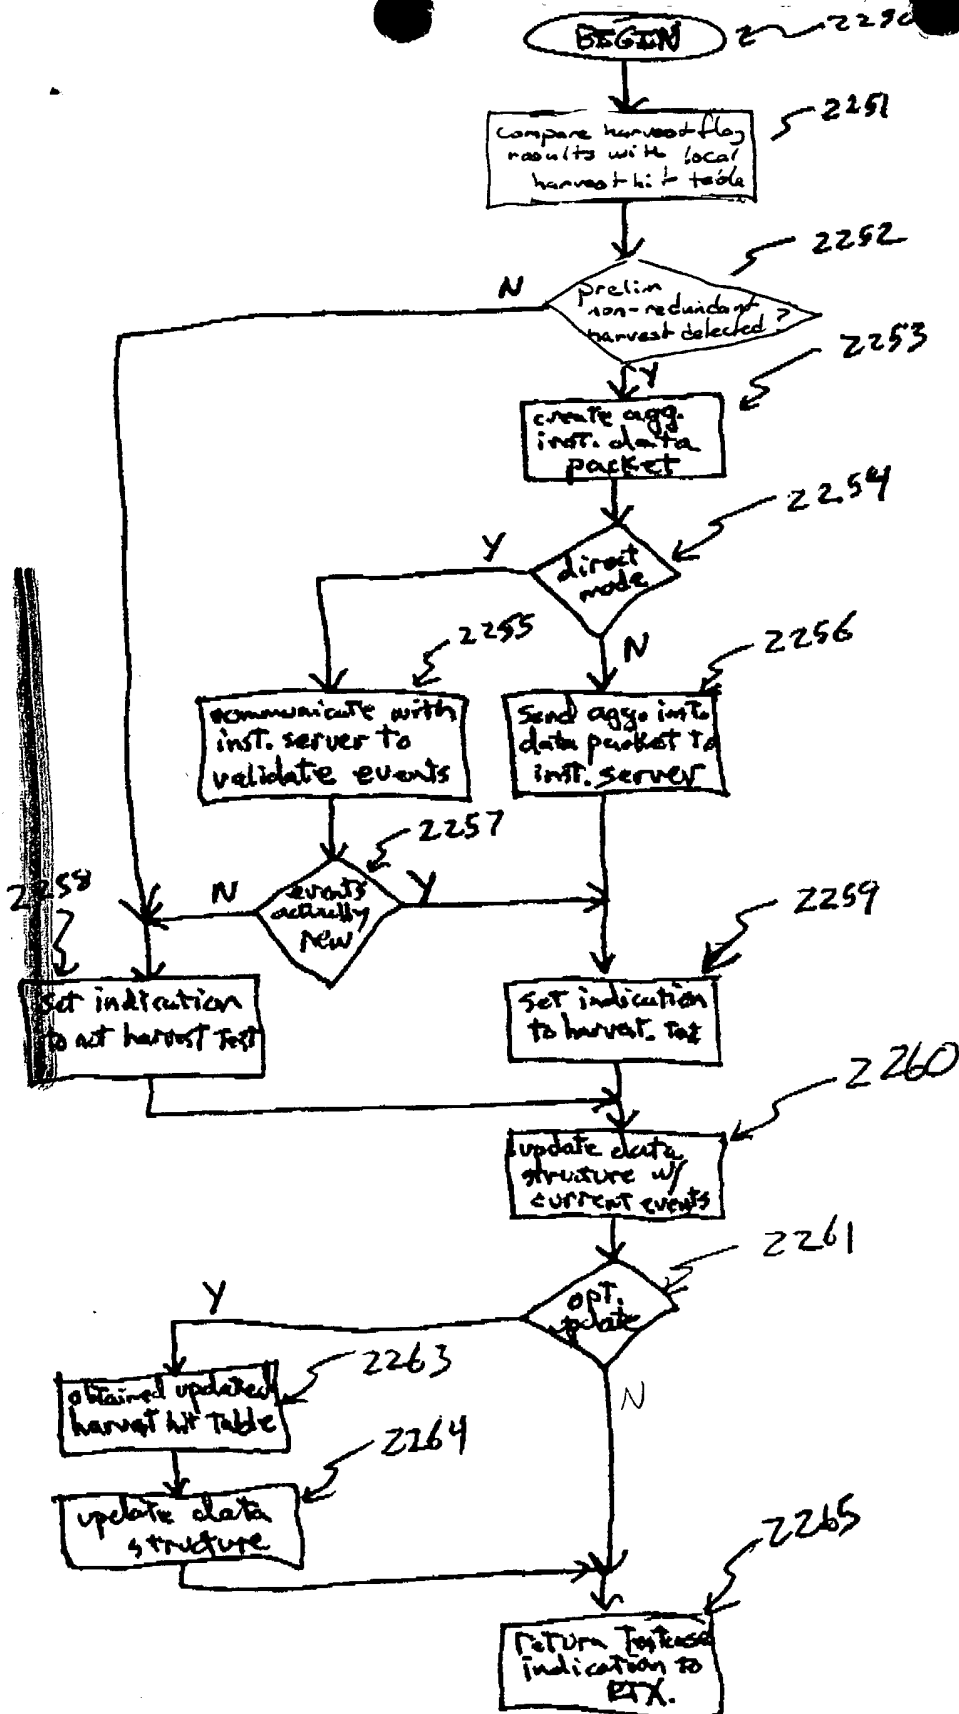 BEGIN
2250
2251
compare harvest flag
results with local
harvest hit table
2252
N
prelim
non-redundant
harvest detected ?
2253
Y
create agg.
inst. data
packet
2254
Y
direct
mode
N
2255
2256
communicate with
inst. server to
validate events
send agg. inst.
data packet to
inst. server
2257
N
events
actually
new
Y
2258
2259
set indication
to not harvest test
set indication
to harvest.
2260
update data
structure w/
current events
2261
Y
opt.
update
N
2263
obtained updated
harvest hit table
2264
update data
structure
2265
return testcase
indication to
RTX.